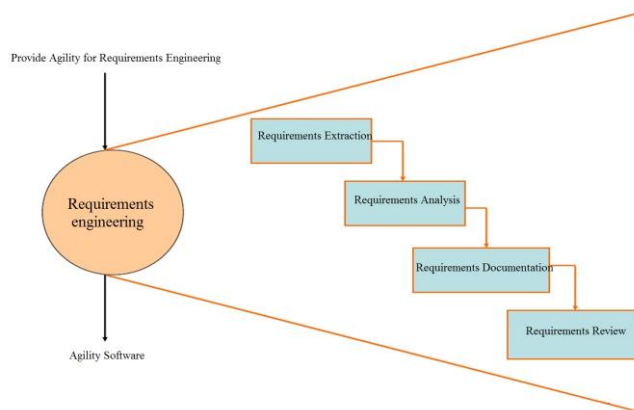 Provide Agility for Requirements Engineering
Requirements Extraction
Requirements Analysis
Requirements
engineering
Requirements Documentation
Requirements Review
Agility Software